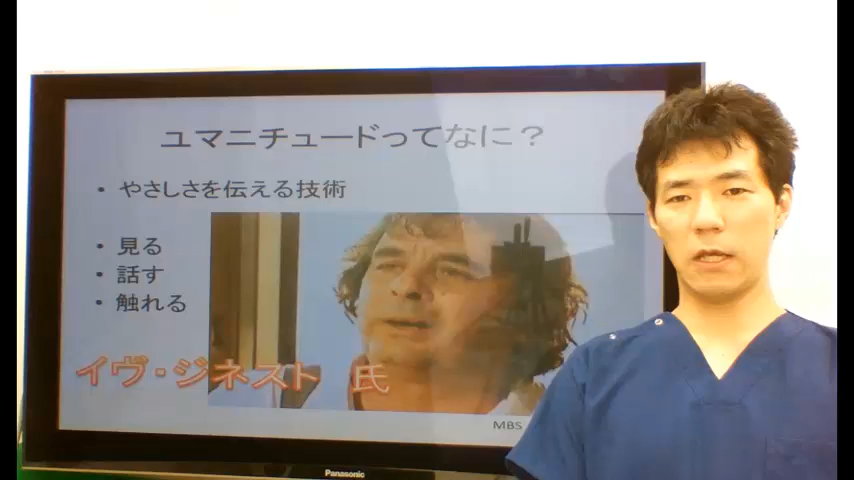 ユマニチュードってなに？
• やさしさを伝える技術
• 見る
• 話す
• 触れる
イヴ・ジネスト 氏
MBS
Panasonic